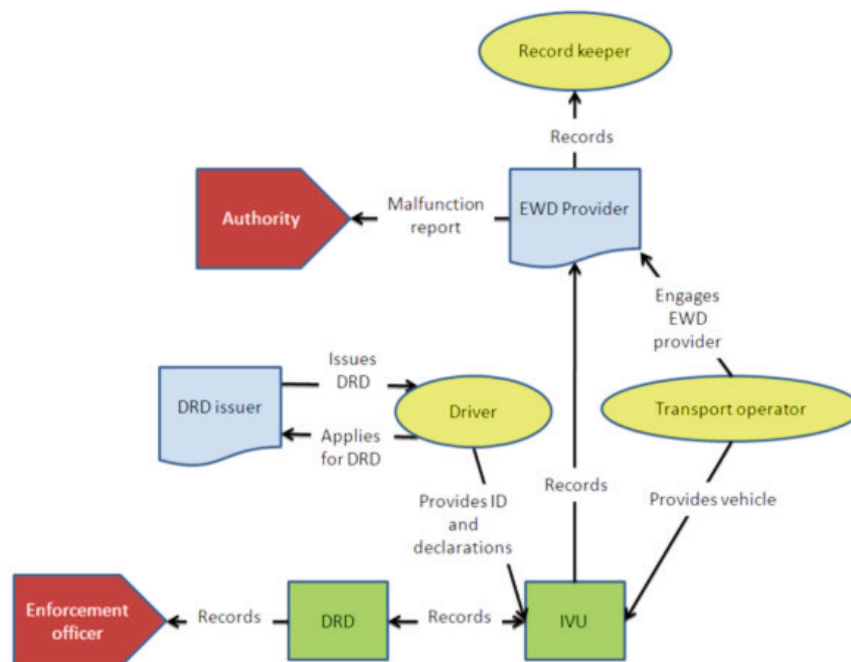 Record keeper
Records
Authority
Malfunction
report
EWD Provider
Engages
EWD
provider
Issues
DRD
DRD issuer
Driver
Transport operator
Applies
for DRD
Provides ID
and
declarations
Records
Provides vehicle
Enforcement
officer
Records
DRD
Records
IVU